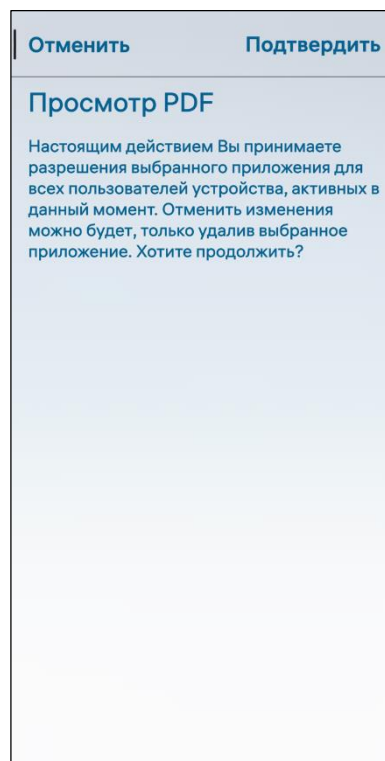 Отменить Подтвердить
Просмотр PDF
Настоящим действием Вы принимаете
разрешения выбранного приложения для
всех пользователей устройства, активных в
данный момент. Отменить изменения
можно будет, только удалив выбранное
приложение. Хотите продолжить?